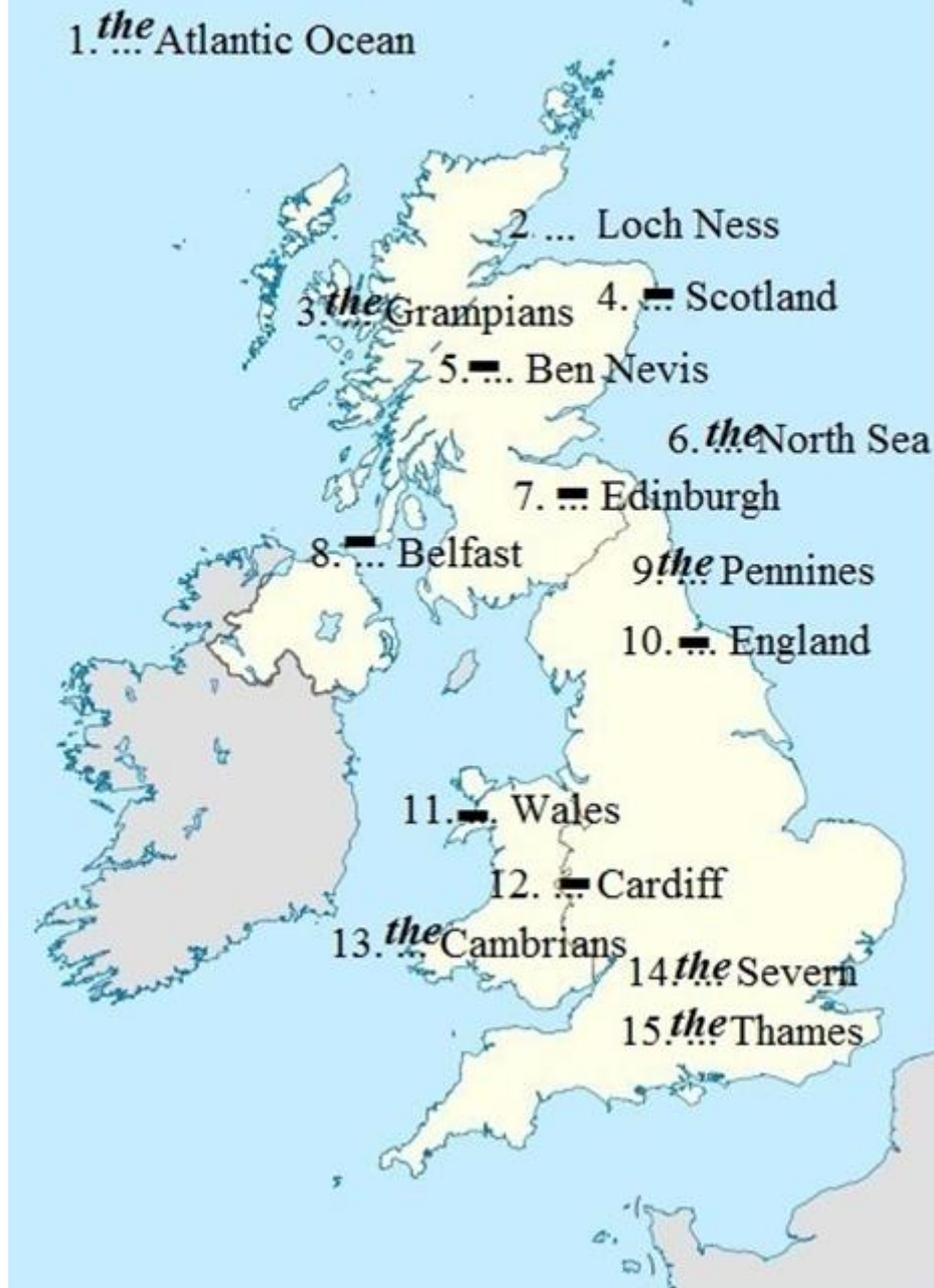 1. the ... Atlantic Ocean
2 ... Loch Ness
3. the ... Grampians
4. – ... Scotland
5. – ... Ben Nevis
6. the ... North Sea
7. – ... Edinburgh
8. – ... Belfast
9. the ... Pennines
10. – ... England
11. – ... Wales
12. – ... Cardiff
13. the ... Cambrians
14. the ... Severn
15. the ... Thames